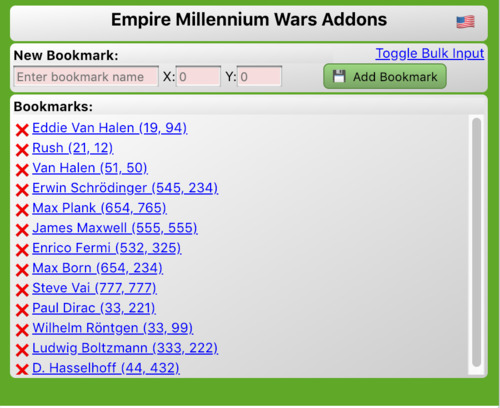 Empire Millennium Wars Addons
New Bookmark:
Toggle Bulk Input
Enter bookmark name X: 0 Y: 0 Add Bookmark
Bookmarks:
Eddie Van Halen (19, 94)
Rush (21, 12)
Van Halen (51, 50)
Erwin Schrödinger (545, 234)
Max Plank (654, 765)
James Maxwell (555, 555)
Enrico Fermi (532, 325)
Max Born (654, 234)
Steve Vai (777, 777)
Paul Dirac (33, 221)
Wilhelm Röntgen (33, 99)
Ludwig Boltzmann (333, 222)
D. Hasselhoff (44, 432)